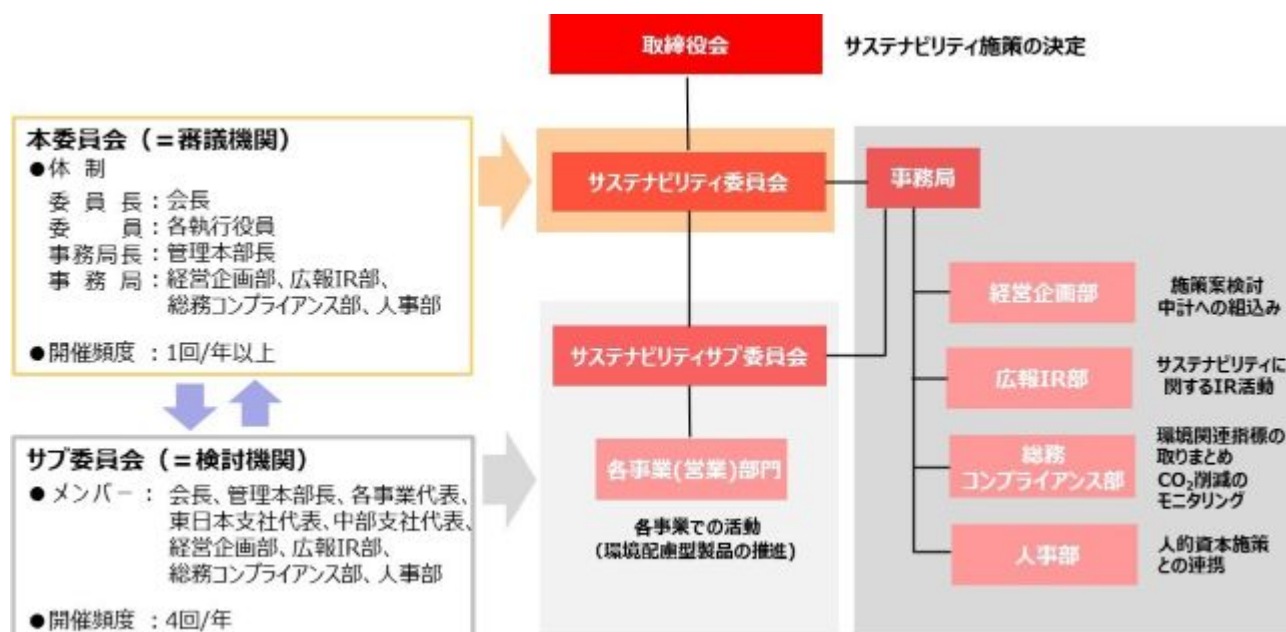 取締役会
サステナビリティ施策の決定
本委員会（＝審議機関）
●体 制
委 員 長：会長
委 員：各執行役員
事務局長：管理本部長
事 務 局：経営企画部、広報IR部、
総務コンプライアンス部、人事部
●開催頻度 ：1回/年以上
サブ委員会（＝検討機関）
●メンバー： 会長、管理本部長、各事業代表、
東日本支社代表、中部支社代表、
経営企画部、広報IR部、
総務コンプライアンス部、人事部
●開催頻度 ：4回/年
サステナビリティ委員会
サステナビリティサブ委員会
各事業(営業)部門
各事業での活動
（環境配慮型製品の推進）
事務局
経営企画部
施策案検討
中計への組込み
広報IR部
サステナビリティに
関するIR活動
総務
コンプライアンス部
環境関連指標の
取りまとめ
CO₂削減の
モニタリング
人事部
人的資本施策
との連携